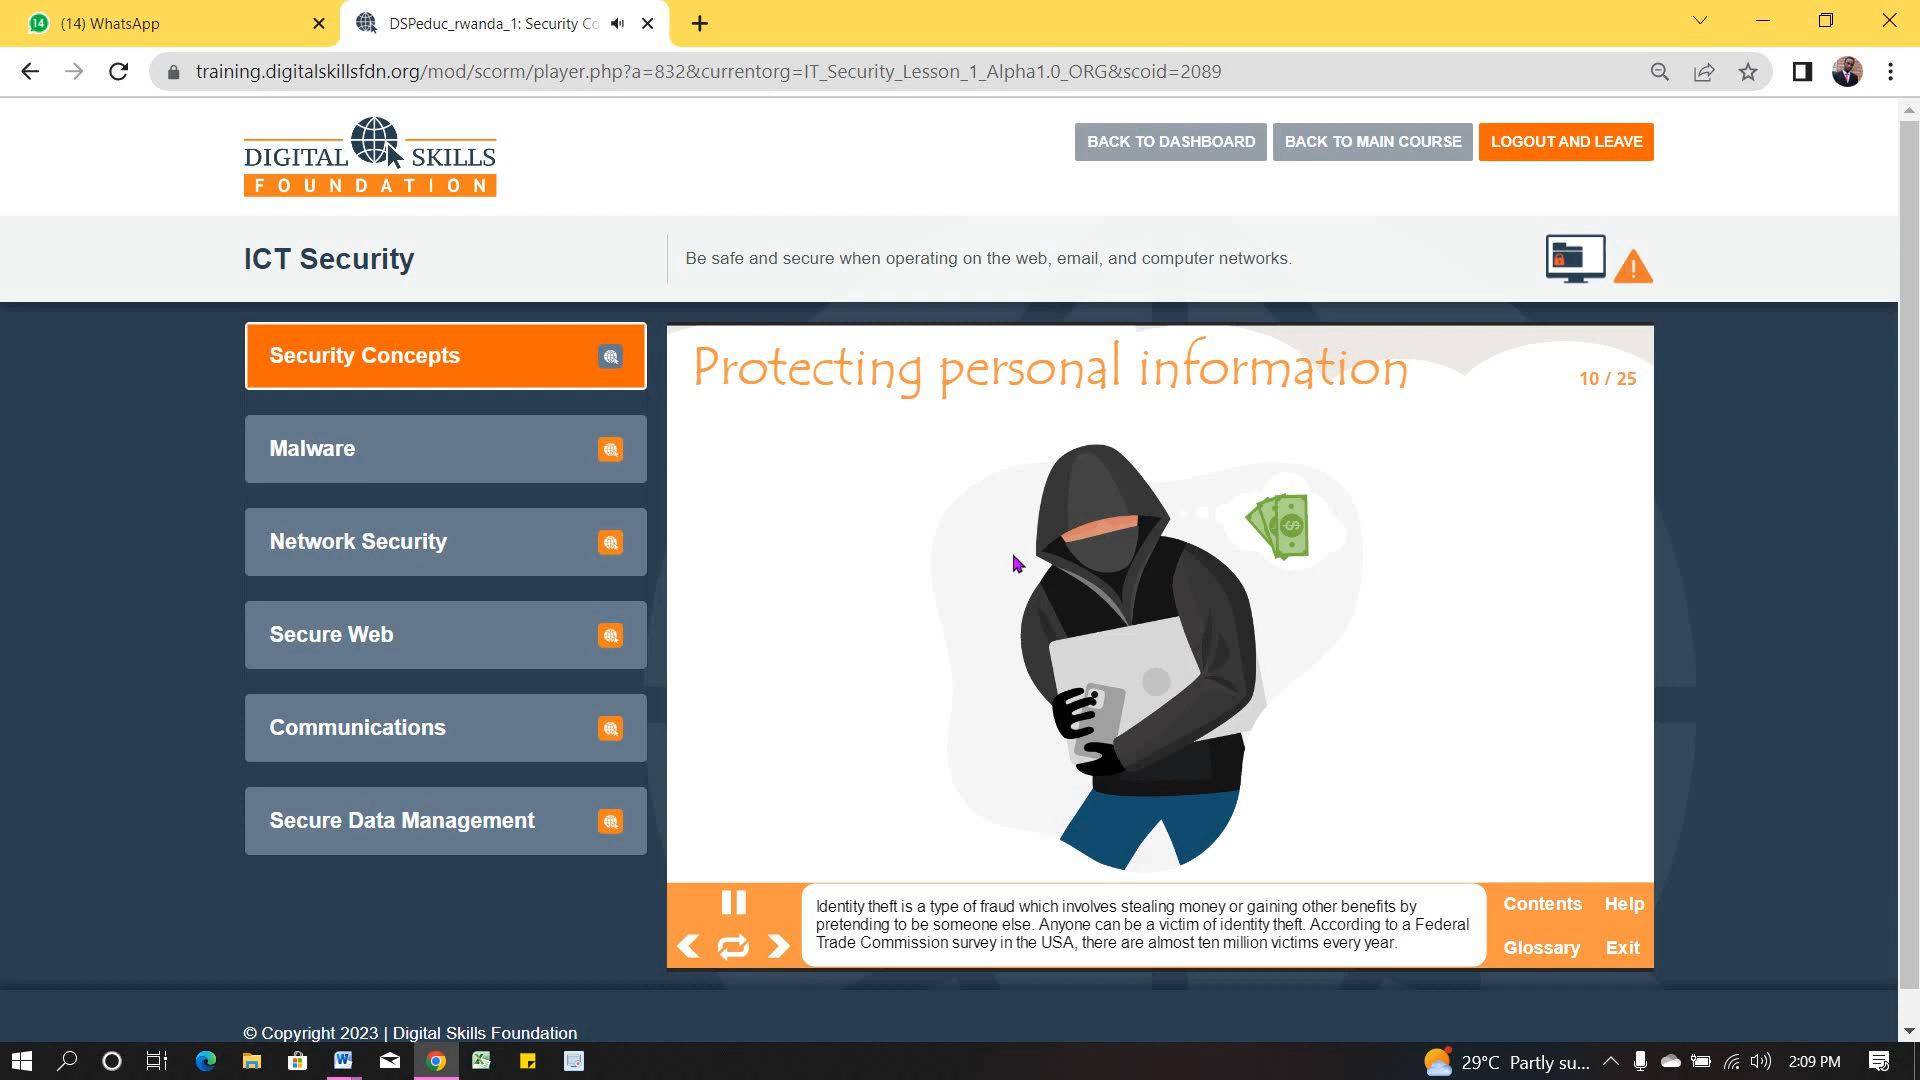 14
(14) WhatsApp
DSPeduc_rwanda_1: Security Co
training.digitalskillsfdn.org/mod/scorm/player.php?a=832&currentorg=IT_Security_Lesson_1_Alpha1.0_ORG&scoid=2089
DIGITAL SKILLS
FOUNDATION
BACK TO DASHBOARD
BACK TO MAIN COURSE
LOGOUT AND LEAVE
ICT Security
Be safe and secure when operating on the web, email, and computer networks.
Security Concepts
Malware
Network Security
Secure Web
Communications
Secure Data Management
Protecting personal information
10 / 25
Identity theft is a type of fraud which involves stealing money or gaining other benefits by
pretending to be someone else. Anyone can be a victim of identity theft. According to a Federal
Trade Commission survey in the USA, there are almost ten million victims every year.
Contents
Help
Glossary
Exit
© Copyright 2023 | Digital Skills Foundation
29°C Partly su...
2:09 PM